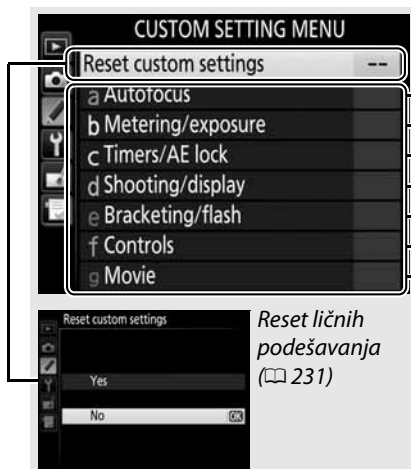 CUSTOM SETTING MENU
Reset custom settings --
a Autofocus
b Metering/exposure
c Timers/AE lock
d Shooting/display
e Bracketing/flash
f Controls
g Movie
Reset custom settings
Yes
No OK
Reset ličnih
podešavanja
(🕮 231)